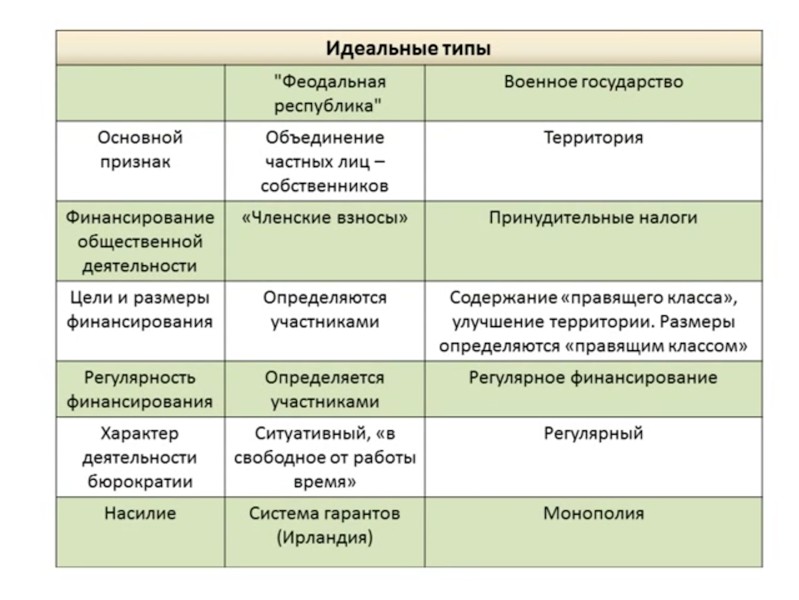 Идеальные типы
"Феодальная
республика"
Военное государство
Основной
признак
Объединение
частных лиц –
собственников
Территория
Финансирование
общественной
деятельности
«Членские взносы»
Принудительные налоги
Цели и размеры
финансирования
Определяются
участниками
Содержание «правящего класса»,
улучшение территории. Размеры
определяются «правящим классом»
Регулярность
финансирования
Определяется
участниками
Регулярное финансирование
Характер
деятельности
бюрократии
Ситуативный, «в
свободное от работы
время»
Регулярный
Насилие
Система гарантов
(Ирландия)
Монополия